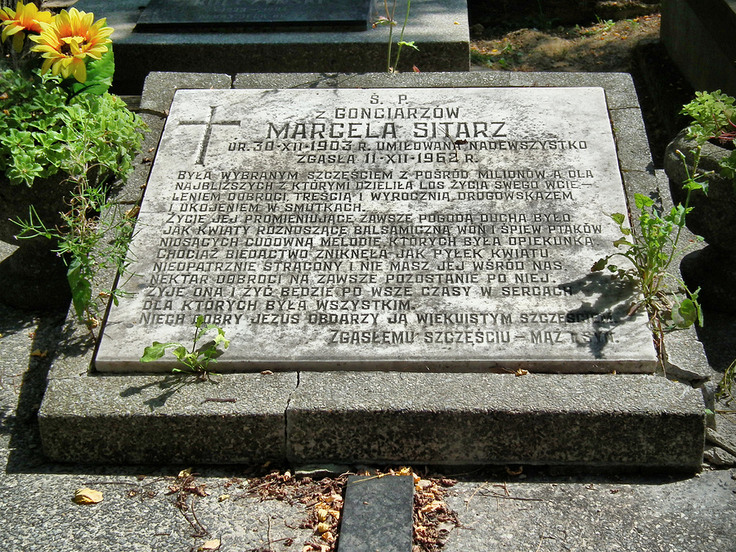 Ś. P.
Z GONCIARZÓW
MARCELA SITARZ
UR. 30-XII-1903 R. UMIŁOWANA NADEWSZYSTKO
ZGASŁA 11-XII-1962 R.
BYŁA WYBRANYM SZCZĘŚCIEM Z POŚRÓD MILIONÓW A DLA
NAJBLIŻSZYCH Z KTÓRYMI DZIELIŁA LOS ŻYCIA SWEGO WCIE-
LENIEM DOBROCI, TREŚCIĄ I WYROCZNIĄ, DROGOWSKAZEM
I UKOJENIEM W SMUTKACH.
ŻYCIE JEJ PROMIENIUJĄCE ZAWSZE POGODĄ DUCHA BYŁO
JAK KWIATY ROZNOSZĄCE BALSAMICZNĄ WOŃ I ŚPIEW PTAKÓW
NIOSĄCYCH CUDOWNĄ MELODIĘ, KTÓRYCH BYŁA OPIEKUNKĄ.
CHOCIAŻ BIEDACTWO ZNIKNĘŁA JAK PYŁEK KWIATU
NIEOPATRZNIE STRĄCONY I NIE MASZ JEJ WŚRÓD NAS,
NEKTAR DOBROCI NA ZAWSZE POZOSTANIE PO NIEJ.
ŻYJE ONA I ŻYĆ BĘDZIE PO WSZE CZASY W SERCACH
DLA KTÓRYCH BYŁA WSZYSTKIM.
NIECH DOBRY JEZUS OBDARZY JĄ WIEKUISTYM SZCZĘŚCIEM.
ZGASŁEMU SZCZĘŚCIU – MĄŻ I SYN.